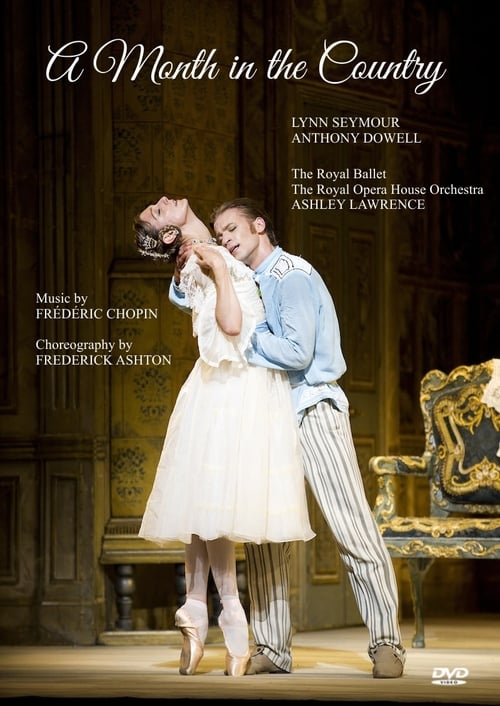 A Month in the Country
LYNN SEYMOUR
ANTHONY DOWELL
The Royal Ballet
The Royal Opera House Orchestra
ASHLEY LAWRENCE
Music by
FRÉDÉRIC CHOPIN
Choreography by
FREDERICK ASHTON
DVD
VIDEO